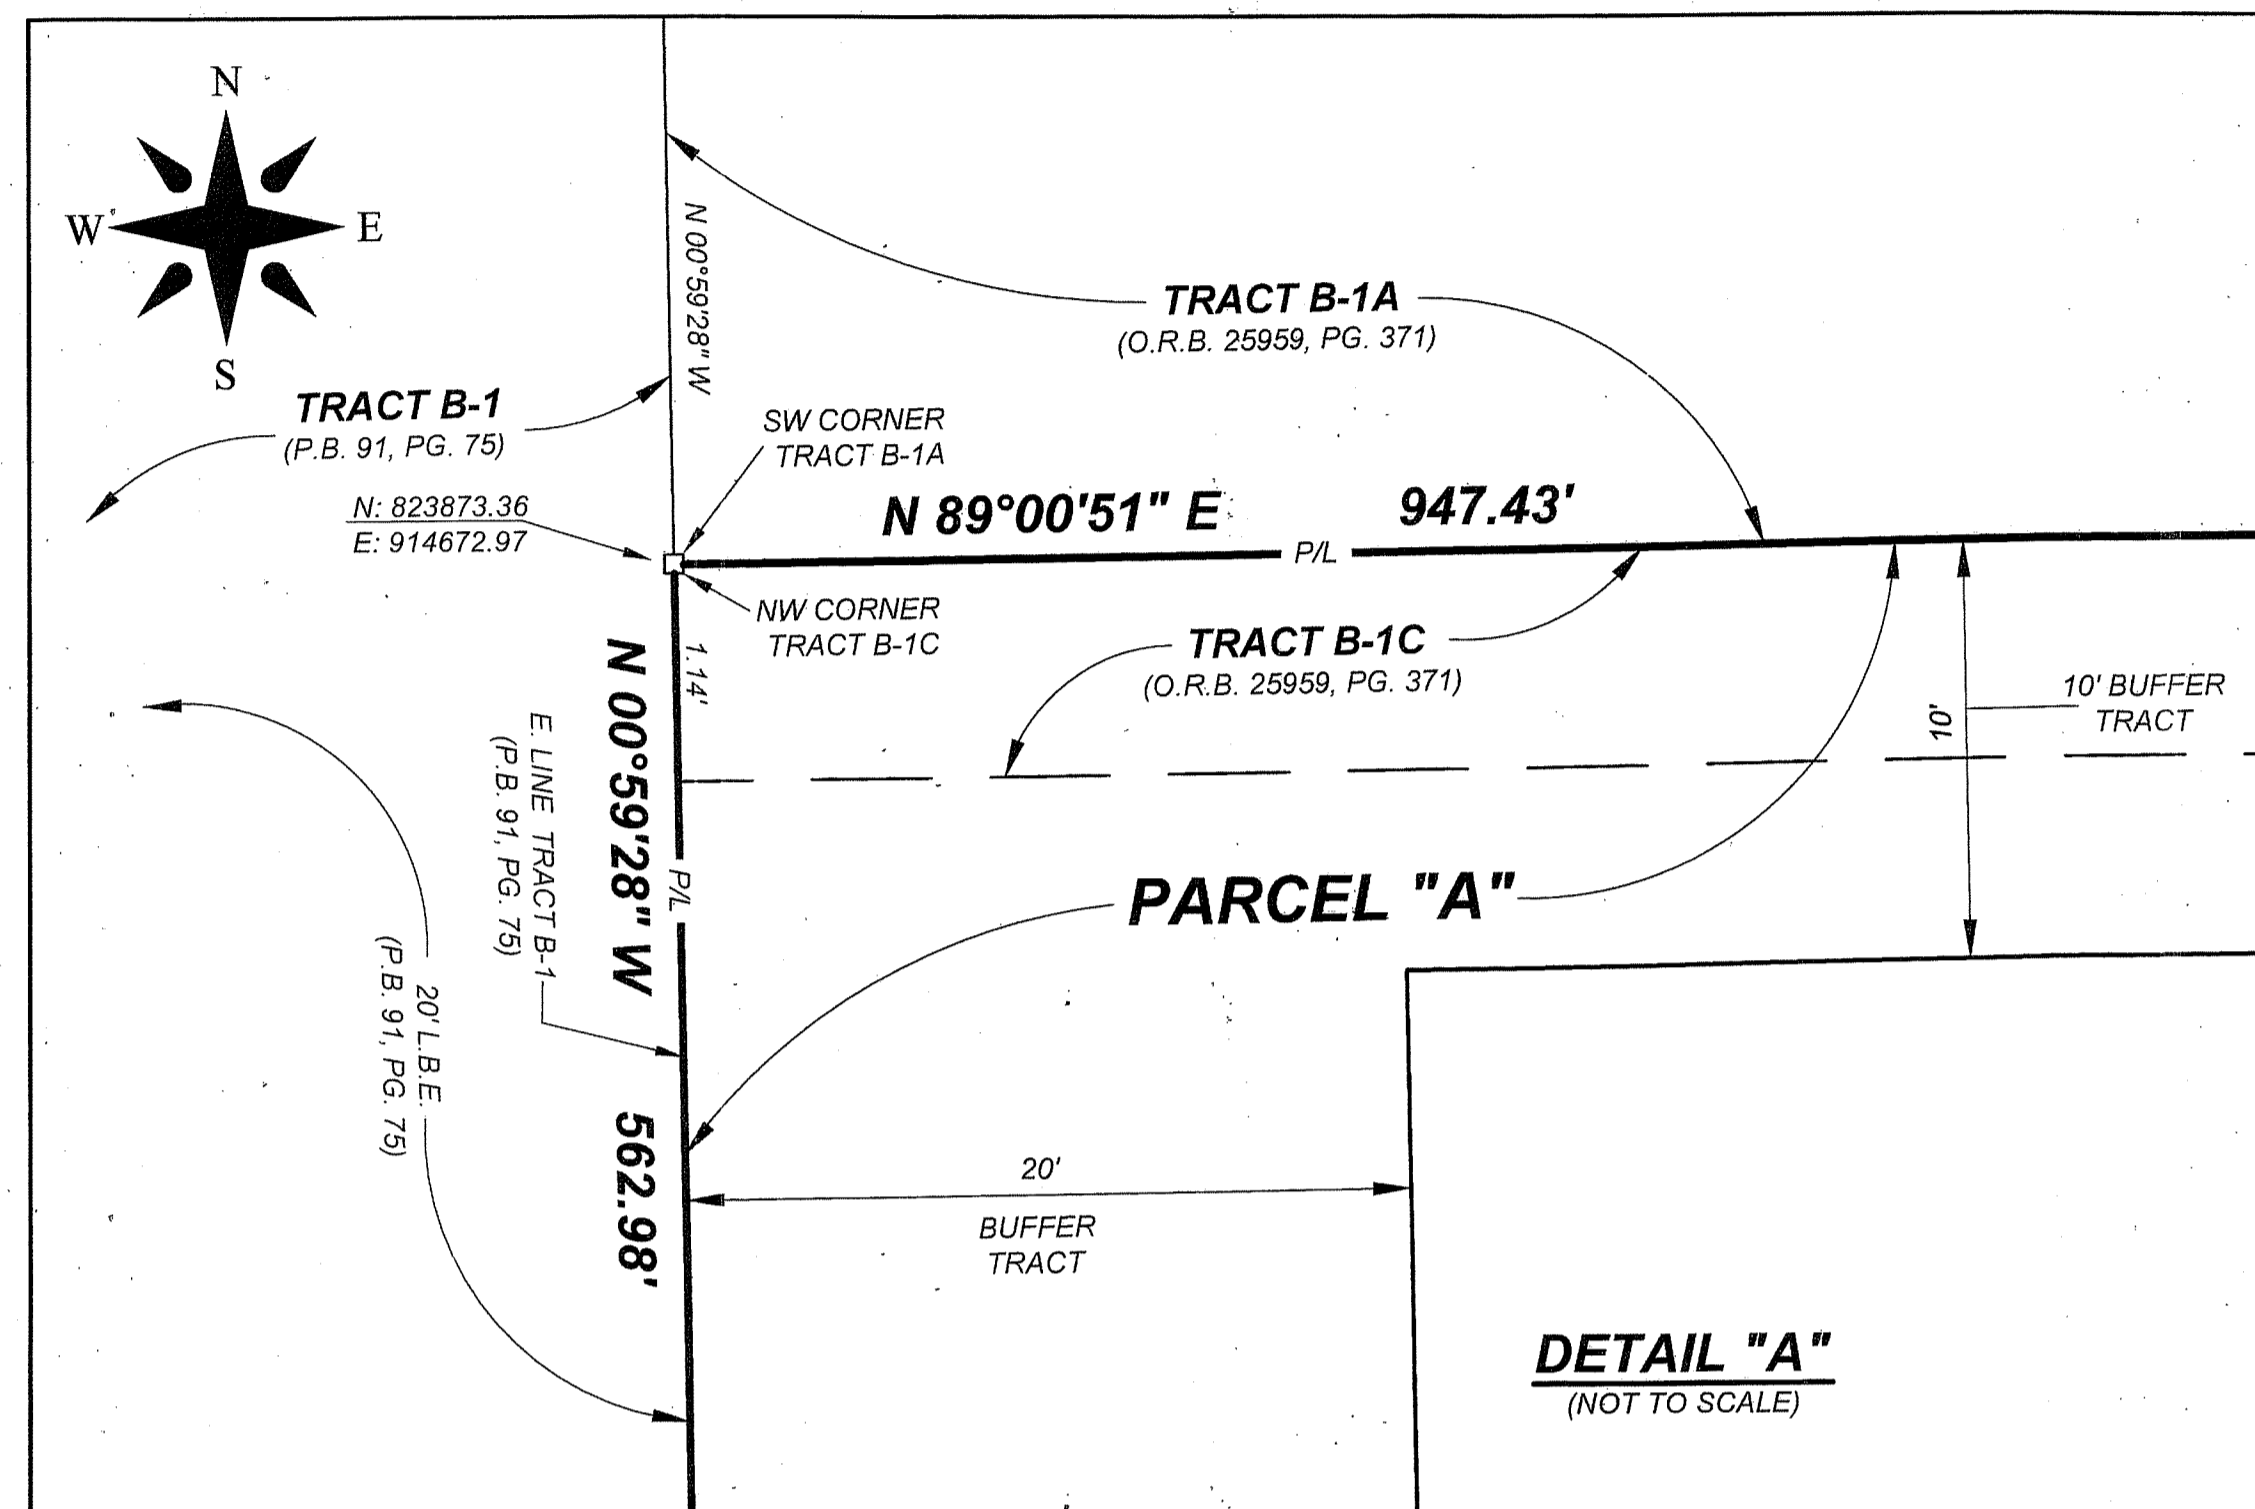 N
W
E
S
N 00°59'28" W
TRACT B-1A
(O.R.B. 25959, PG. 371)
TRACT B-1
(P.B. 91, PG. 75)
SW CORNER
TRACT B-1A
N: 823873.36
E: 914672.97
N 89°00'51" E 947.43'
P/L
NW CORNER
TRACT B-1C
1.14'
TRACT B-1C
(O.R.B. 25959, PG. 371)
10' BUFFER
TRACT
10'
N 00°59'28" W 562.98'
P/L
E. LINE TRACT B-1
(P.B. 91, PG. 75)
PARCEL "A"
20' L.B.E.
(P.B. 91, PG. 75)
20'
BUFFER
TRACT
DETAIL "A"
(NOT TO SCALE)